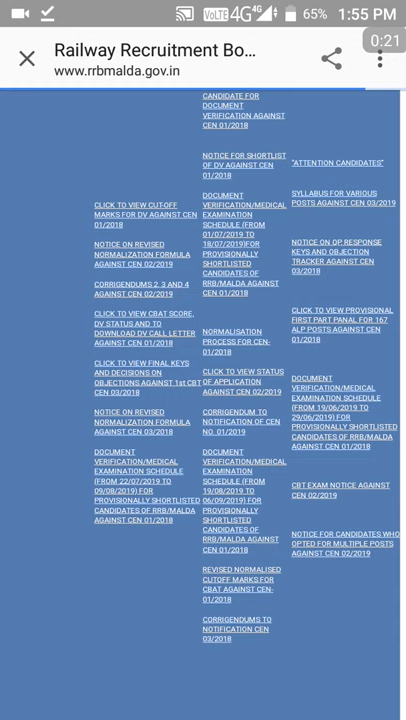 VoLTE 4G 4G 65% 1:55 PM
0:21
Railway Recruitment Bo...
www.rrbmalda.gov.in
CLICK TO VIEW CUT-OFF
MARKS FOR DV AGAINST CEN
01/2018
NOTICE ON REVISED
NORMALIZATION FORMULA
AGAINST CEN 02/2019
CORRIGENDUMS 2, 3 AND 4
AGAINST CEN 02/2019
CLICK TO VIEW CBAT SCORE,
DV STATUS AND TO
DOWNLOAD DV CALL LETTER
AGAINST CEN 01/2018
CLICK TO VIEW FINAL KEYS
AND DECISIONS ON
OBJECTIONS AGAINST 1st CBT
CEN 03/2018
NOTICE ON REVISED
NORMALIZATION FORMULA
AGAINST CEN 03/2018
DOCUMENT
VERIFICATION/MEDICAL
EXAMINATION SCHEDULE
(FROM 22/07/2019 TO
09/08/2019) FOR
PROVISIONALLY SHORTLISTED
CANDIDATES OF RRB/MALDA
AGAINST CEN 01/2018
CANDIDATE FOR
DOCUMENT
VERIFICATION AGAINST
CEN 01/2018
NOTICE FOR SHORTLIST
OF DV AGAINST CEN
01/2018
DOCUMENT
VERIFICATION/MEDICAL
EXAMINATION
SCHEDULE (FROM
01/07/2019 TO
18/07/2019)FOR
PROVISIONALLY
SHORTLISTED
CANDIDATES OF
RRB/MALDA AGAINST
CEN 01/2018
NORMALISATION
PROCESS FOR CEN-
01/2018
CLICK TO VIEW STATUS
OF APPLICATION
AGAINST CEN 02/2019
CORRIGENDUM TO
NOTIFICATION OF CEN
NO. 01/2019
DOCUMENT
VERIFICATION/MEDICAL
EXAMINATION
SCHEDULE (FROM
19/08/2019 TO
06/09/2019) FOR
PROVISIONALLY
SHORTLISTED
CANDIDATES OF
RRB/MALDA AGAINST
CEN 01/2018
REVISED NORMALISED
CUTOFF MARKS FOR
CBAT AGAINST CEN-
01/2018
CORRIGENDUMS TO
NOTIFICATION CEN
03/2018
"ATTENTION CANDIDATES"
SYLLABUS FOR VARIOUS
POSTS AGAINST CEN 03/2019
NOTICE ON QP, RESPONSE
KEYS AND OBJECTION
TRACKER AGAINST CEN
03/2018
CLICK TO VIEW PROVISIONAL
FIRST PART PANAL FOR 167
ALP POSTS AGAINST CEN
01/2018
DOCUMENT
VERIFICATION/MEDICAL
EXAMINATION SCHEDULE
(FROM 19/06/2019 TO
29/06/2019) FOR
PROVISIONALLY SHORTLISTED
CANDIDATES OF RRB/MALDA
AGAINST CEN 01/2018
CBT EXAM NOTICE AGAINST
CEN 02/2019
NOTICE FOR CANDIDATES WHO
OPTED FOR MULTIPLE POSTS
AGAINST CEN 02/2019